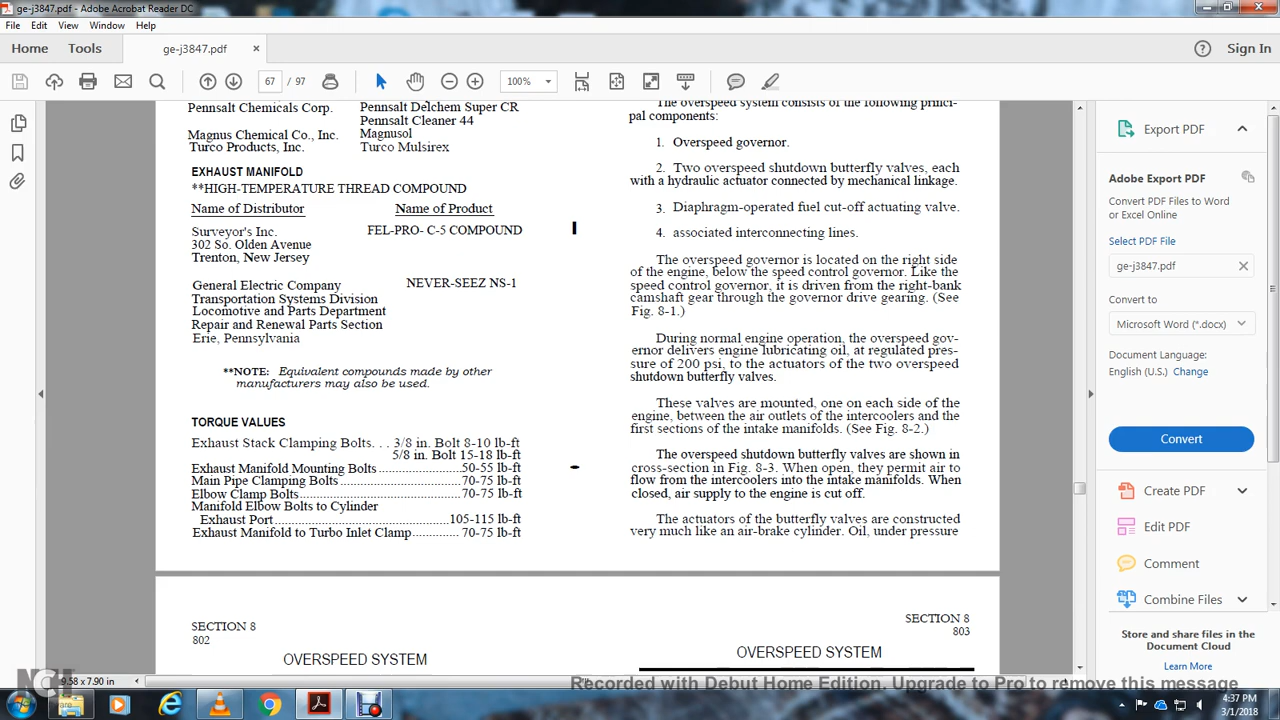 ge-j3847.pdf - Adobe Acrobat Reader DC
File Edit View Window Help
Home Tools ge-j3847.pdf × Sign In
67 / 97 100%
Pennsalt Chemicals Corp. Pennsalt Delchem Super CR
Pennsalt Cleaner 44
Magnus Chemical Co., Inc. Magnusol
Turco Products, Inc. Turco Mulsirex
EXHAUST MANIFOLD
**HIGH-TEMPERATURE THREAD COMPOUND
Name of Distributor Name of Product
Surveyor's Inc. FEL-PRO- C-5 COMPOUND
302 So. Olden Avenue
Trenton, New Jersey
General Electric Company NEVER-SEEZ NS-1
Transportation Systems Division
Locomotive and Parts Department
Repair and Renewal Parts Section
Erie, Pennsylvania
**NOTE: Equivalent compounds made by other
manufacturers may also be used.
TORQUE VALUES
Exhaust Stack Clamping Bolts. . . 3/8 in. Bolt 8-10 lb-ft
5/8 in. Bolt 15-18 lb-ft
Exhaust Manifold Mounting Bolts ........................50-55 lb-ft
Main Pipe Clamping Bolts ...................................70-75 lb-ft
Elbow Clamp Bolts..............................................70-75 lb-ft
Manifold Elbow Bolts to Cylinder
Exhaust Port..................................................105-115 lb-ft
Exhaust Manifold to Turbo Inlet Clamp............. 70-75 lb-ft
The overspeed system consists of the following princi-
pal components:
1. Overspeed governor.
2. Two overspeed shutdown butterfly valves, each
with a hydraulic actuator connected by mechanical linkage.
3. Diaphragm-operated fuel cut-off actuating valve.
4. associated interconnecting lines.
The overspeed governor is located on the right side
of the engine, below the speed control governor. Like the
speed control governor, it is driven from the right-bank
camshaft gear through the governor drive gearing. (See
Fig. 8-1.)
During normal engine operation, the overspeed gov-
ernor delivers engine lubricating oil, at regulated pres-
sure of 200 psi, to the actuators of the two overspeed
shutdown butterfly valves.
These valves are mounted, one on each side of the
engine, between the air outlets of the intercoolers and the
first sections of the intake manifolds. (See Fig. 8-2.)
The overspeed shutdown butterfly valves are shown in
cross-section in Fig. 8-3. When open, they permit air to
flow from the intercoolers into the intake manifolds. When
closed, air supply to the engine is cut off.
The actuators of the butterfly valves are constructed
very much like an air-brake cylinder. Oil, under pressure
SECTION 8
802
OVERSPEED SYSTEM
SECTION 8
803
OVERSPEED SYSTEM
Export PDF
Adobe Export PDF
Convert PDF Files to Word
or Excel Online
Select PDF File
ge-j3847.pdf
Convert to
Microsoft Word (*.docx)
Document Language:
English (U.S.) Change
Convert
Create PDF
Edit PDF
Comment
Combine Files
Store and share files in the
Document Cloud
Learn More
9.58 x 7.90 in
Recorded with Debut Home Edition. Upgrade to Pro to remove this message
NCH
4:37 PM
3/1/2018